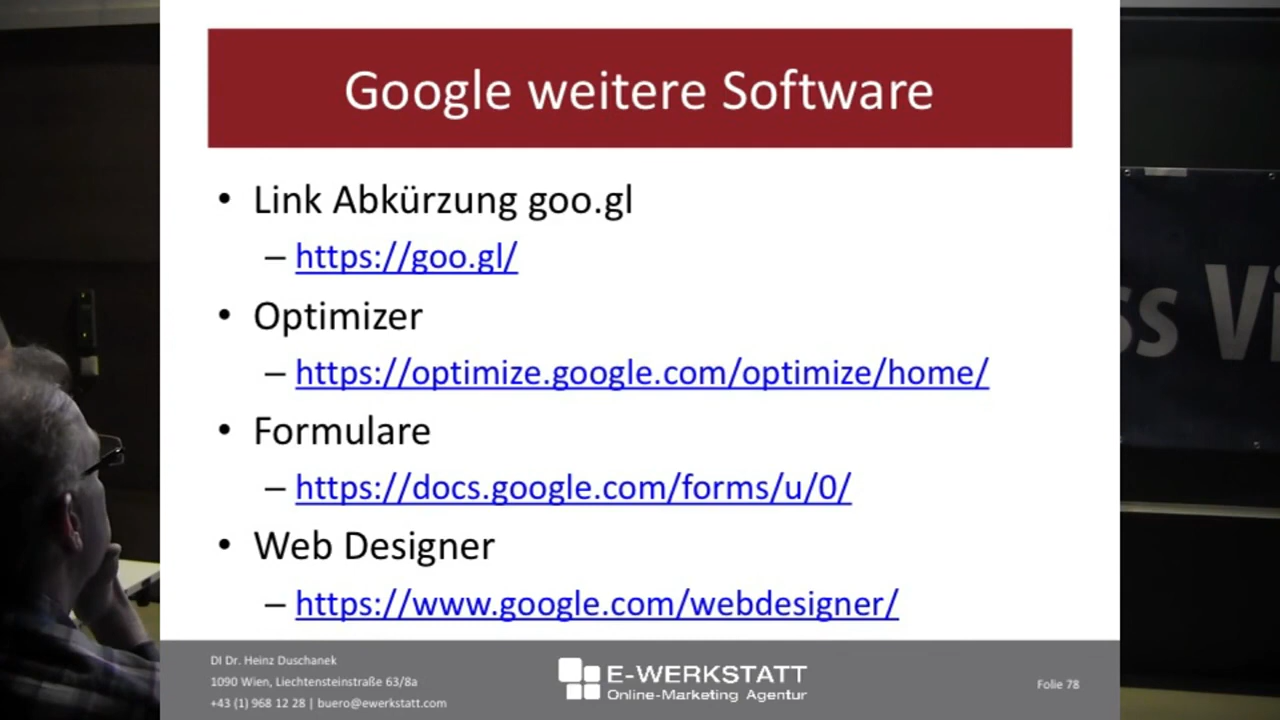 Google weitere Software
• Link Abkürzung goo.gl
– https://goo.gl/
• Optimizer
– https://optimize.google.com/optimize/home/
• Formulare
– https://docs.google.com/forms/u/0/
• Web Designer
– https://www.google.com/webdesigner/
DI Dr. Heinz Duschanek
1090 Wien, Liechtensteinstraße 63/8a
+43 (1) 968 12 28 | buero@ewerkstatt.com
E-WERKSTATT
Online-Marketing Agentur
Folie 78
ss Vi